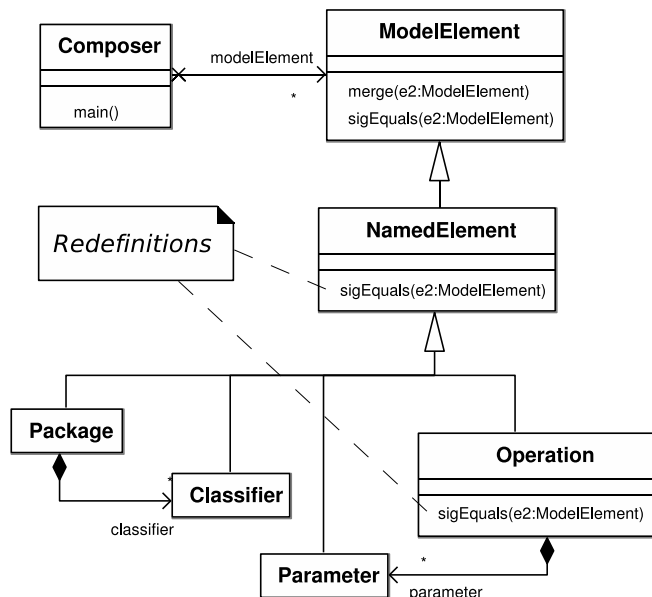 Composer
main()
modelElement
*
ModelElement
merge(e2:ModelElement)
sigEquals(e2:ModelElement)
Redefinitions
NamedElement
sigEquals(e2:ModelElement)
Package
*
classifier
Classifier
Operation
sigEquals(e2:ModelElement)
Parameter
*
parameter